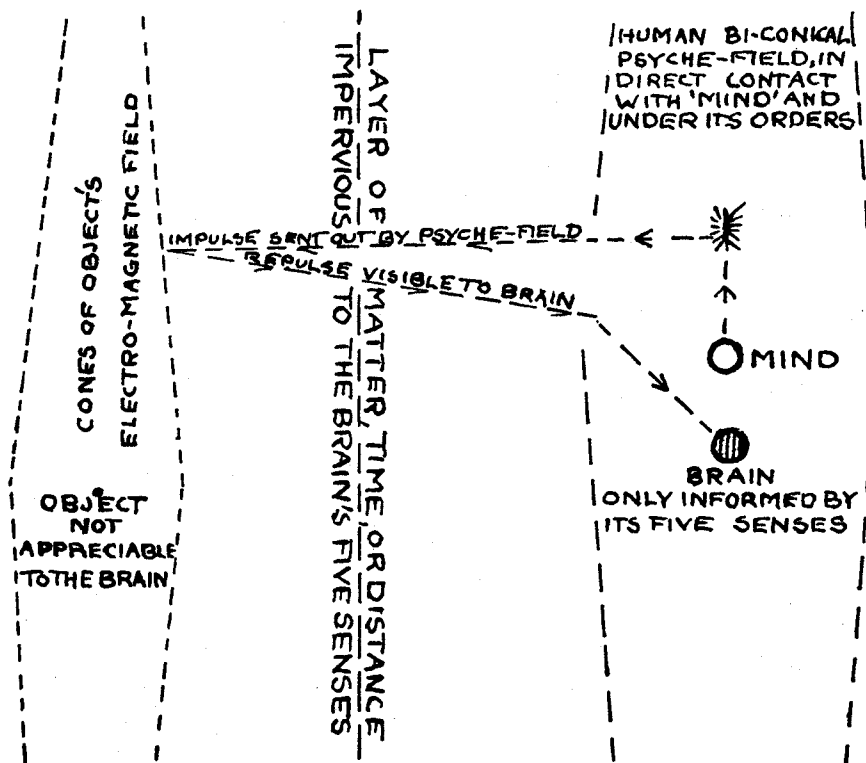 CONES OF OBJECT'S
ELECTRO-MAGNETIC FIELD
OBJECT
NOT
APPRECIABLE
TO THE BRAIN
LAYER OF MATTER, TIME, OR DISTANCE
IMPERVIOUS TO THE BRAIN'S FIVE SENSES
IMPULSE SENT OUT BY PSYCHE-FIELD
REPULSE VISIBLE TO BRAIN
HUMAN BI-CONICAL
PSYCHE-FIELD, IN
DIRECT CONTACT
WITH 'MIND' AND
UNDER ITS ORDERS
MIND
BRAIN
ONLY INFORMED BY
ITS FIVE SENSES